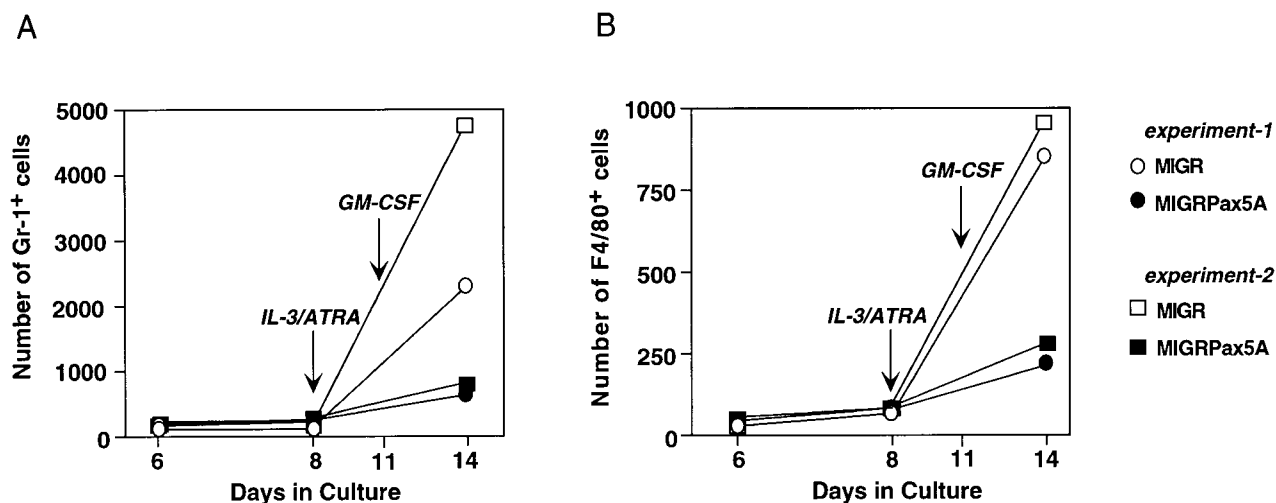 A
Number of Gr-1+ cells
5000
4000
3000
2000
1000
0
GM-CSF
IL-3/ATRA
6
8
11
14
Days in Culture
B
Number of F4/80+ cells
1000
750
500
250
0
GM-CSF
IL-3/ATRA
6
8
11
14
Days in Culture
experiment-1
MIGR
MIGRPax5A
experiment-2
MIGR
MIGRPax5A